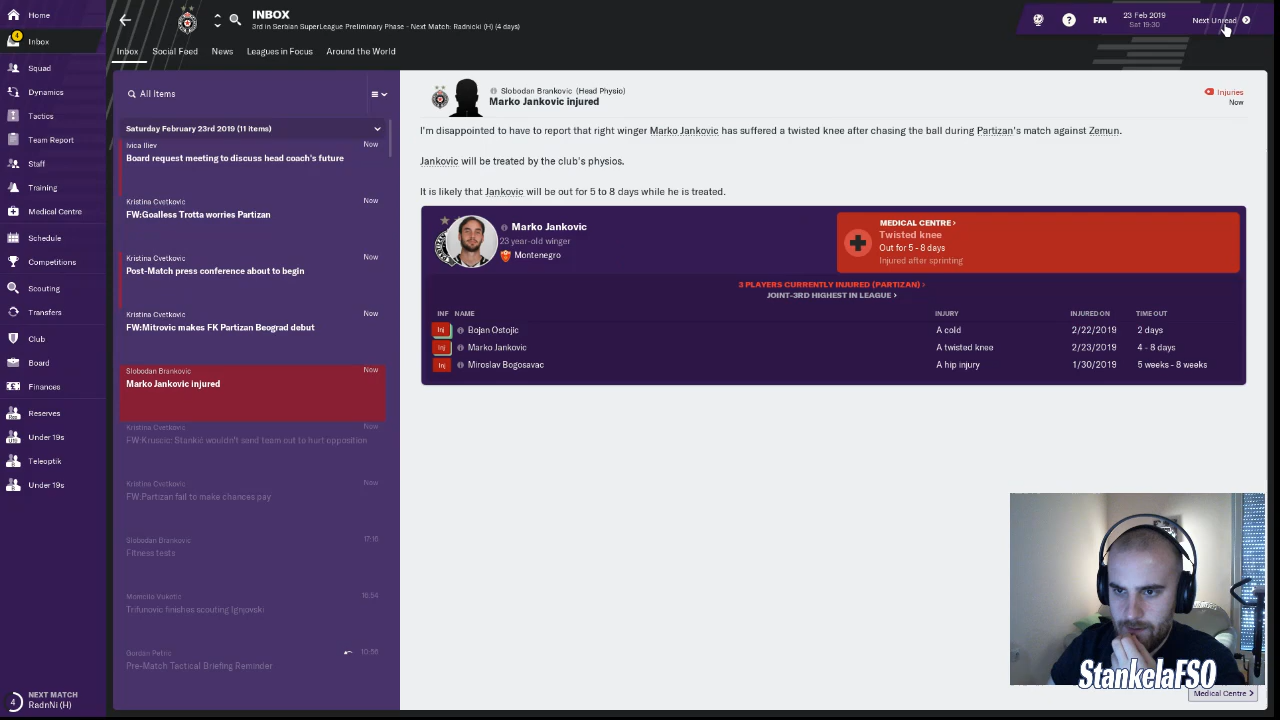 INBOX
3rd in Serbian SuperLeague Preliminary Phase - Next Match: Radnicki (H) (4 days)
FM
23 Feb 2019
Sat 19:30
Next Unread
Home
4
Inbox
Squad
Dynamics
Tactics
Team Report
Staff
Training
Medical Centre
Schedule
Competitions
Scouting
Transfers
Club
Board
Finances
Reserves
Under 19s
Teleoptik
Under 19s
4
NEXT MATCH
RadnNi (H)
Inbox
Social Feed
News
Leagues in Focus
Around the World
All Items
Saturday February 23rd 2019 (11 items)
Ivica Iliev
Now
Board request meeting to discuss head coach's future
Kristina Cvetkovic
Now
FW:Goalless Trotta worries Partizan
Kristina Cvetkovic
Now
Post-Match press conference about to begin
Kristina Cvetkovic
Now
FW:Mitrovic makes FK Partizan Beograd debut
Slobodan Brankovic
Now
Marko Jankovic injured
Kristina Cvetkovic
Now
FW:Kruscic: Stankić wouldn't send team out to hurt opposition
Kristina Cvetkovic
Now
FW:Partizan fail to make chances pay
Slobodan Brankovic
17:16
Fitness tests
Momcilo Vukotic
16:54
Trifunovic finishes scouting Ignjovski
Gordan Petric
10:56
Pre-Match Tactical Briefing Reminder
Slobodan Brankovic (Head Physio)
Marko Jankovic injured
Injuries
Now
I'm disappointed to have to report that right winger Marko Jankovic has suffered a twisted knee after chasing the ball during Partizan's match against Zemun.
Jankovic will be treated by the club's physios.
It is likely that Jankovic will be out for 5 to 8 days while he is treated.
Marko Jankovic
23 year-old winger
Montenegro
MEDICAL CENTRE >
Twisted knee
Out for 5 - 8 days
Injured after sprinting
3 PLAYERS CURRENTLY INJURED (PARTIZAN) >
JOINT-3RD HIGHEST IN LEAGUE >
INF NAME INJURY INJURED ON TIME OUT
Inj Bojan Ostojic A cold 2/22/2019 2 days
Inj Marko Jankovic A twisted knee 2/23/2019 4 - 8 days
Inj Miroslav Bogosavac A hip injury 1/30/2019 5 weeks - 8 weeks
StankelaFSO
Medical Centre >